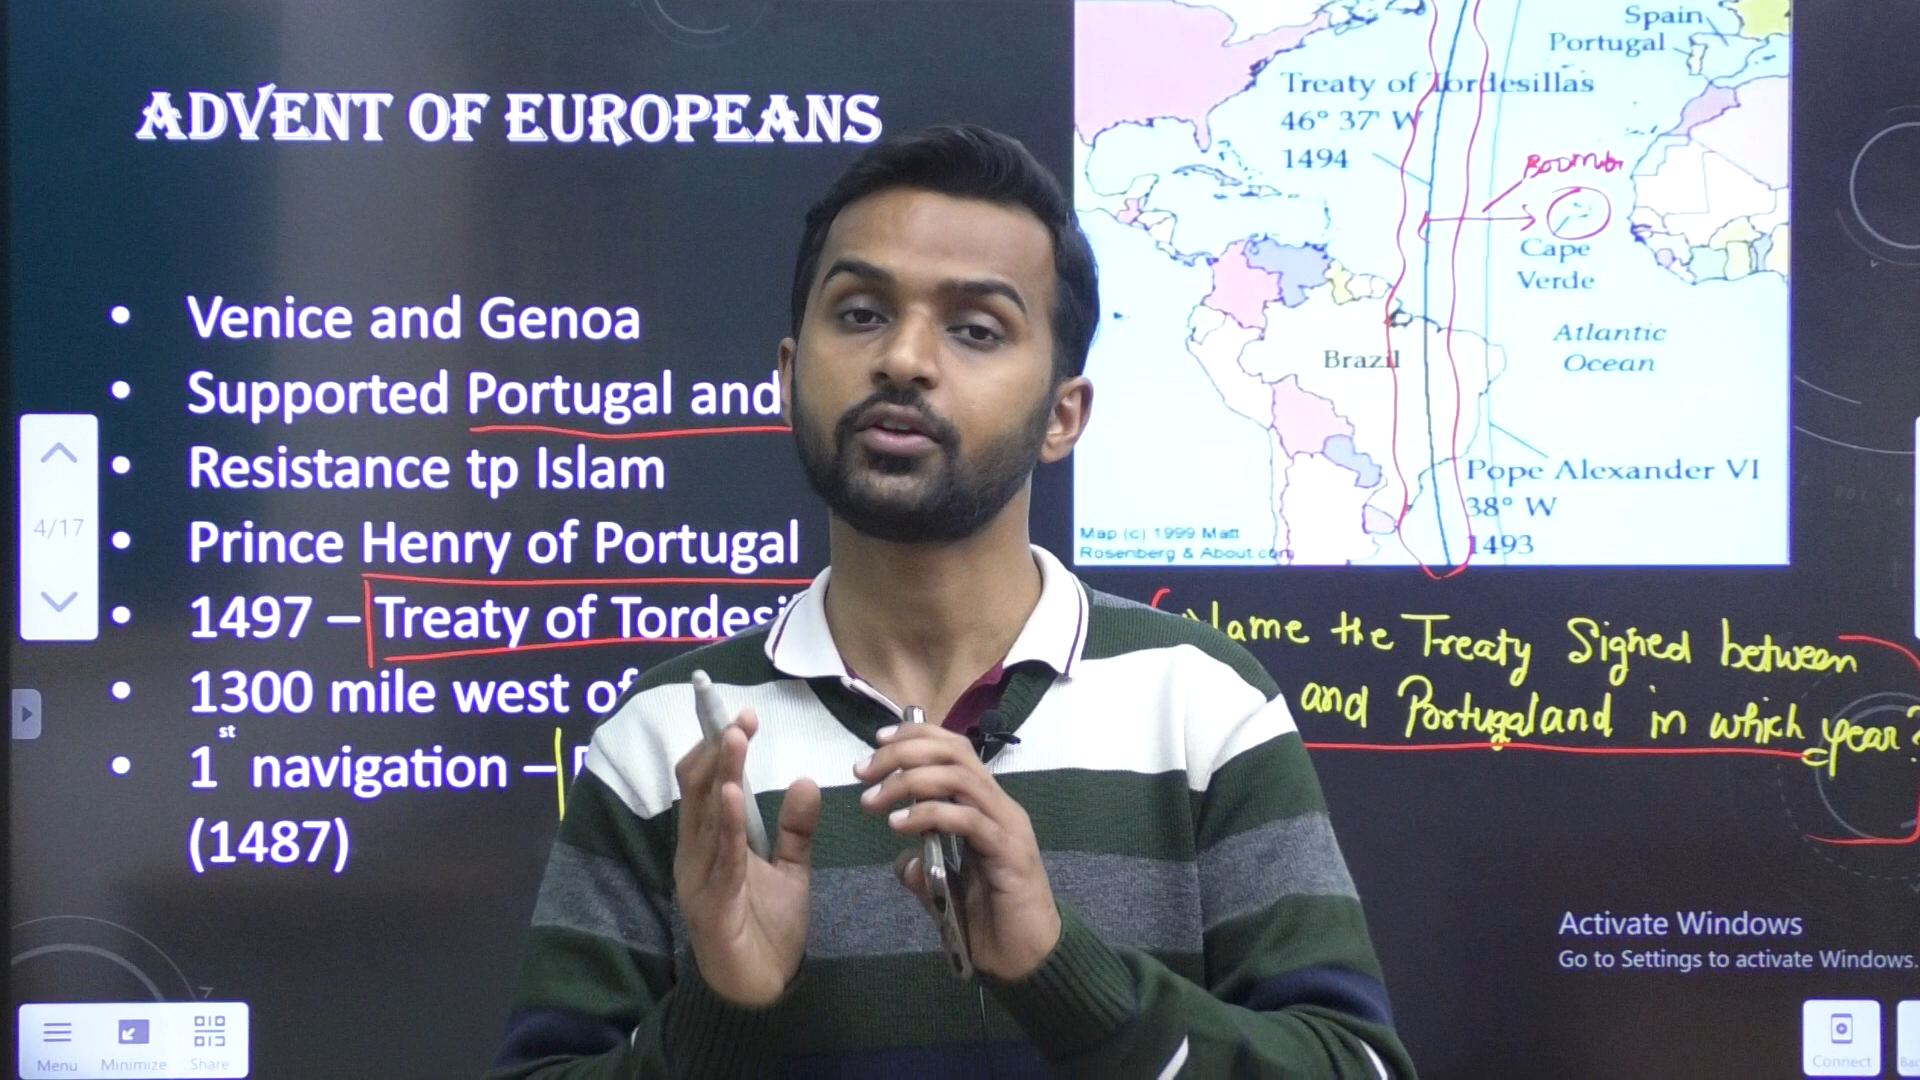 ADVENT OF EUROPEANS
• Venice and Genoa
• Supported Portugal and
• Resistance tp Islam
• Prince Henry of Portugal
• 1497 – Treaty of Tordesi
• 1300 mile west of
• 1st navigation –
(1487)
4/17
Spain
Portugal
Treaty of Tordesillas
46° 37' W
1494
Cape
Verde
Atlantic
Ocean
Brazil
Pope Alexander VI
38° W
1493
Map (c) 1999 Matt
Rosenberg & About.com
Name the Treaty Signed between
and Portugaland in which year?
Activate Windows
Go to Settings to activate Windows.
Menu Minimize Share
Connect Bac